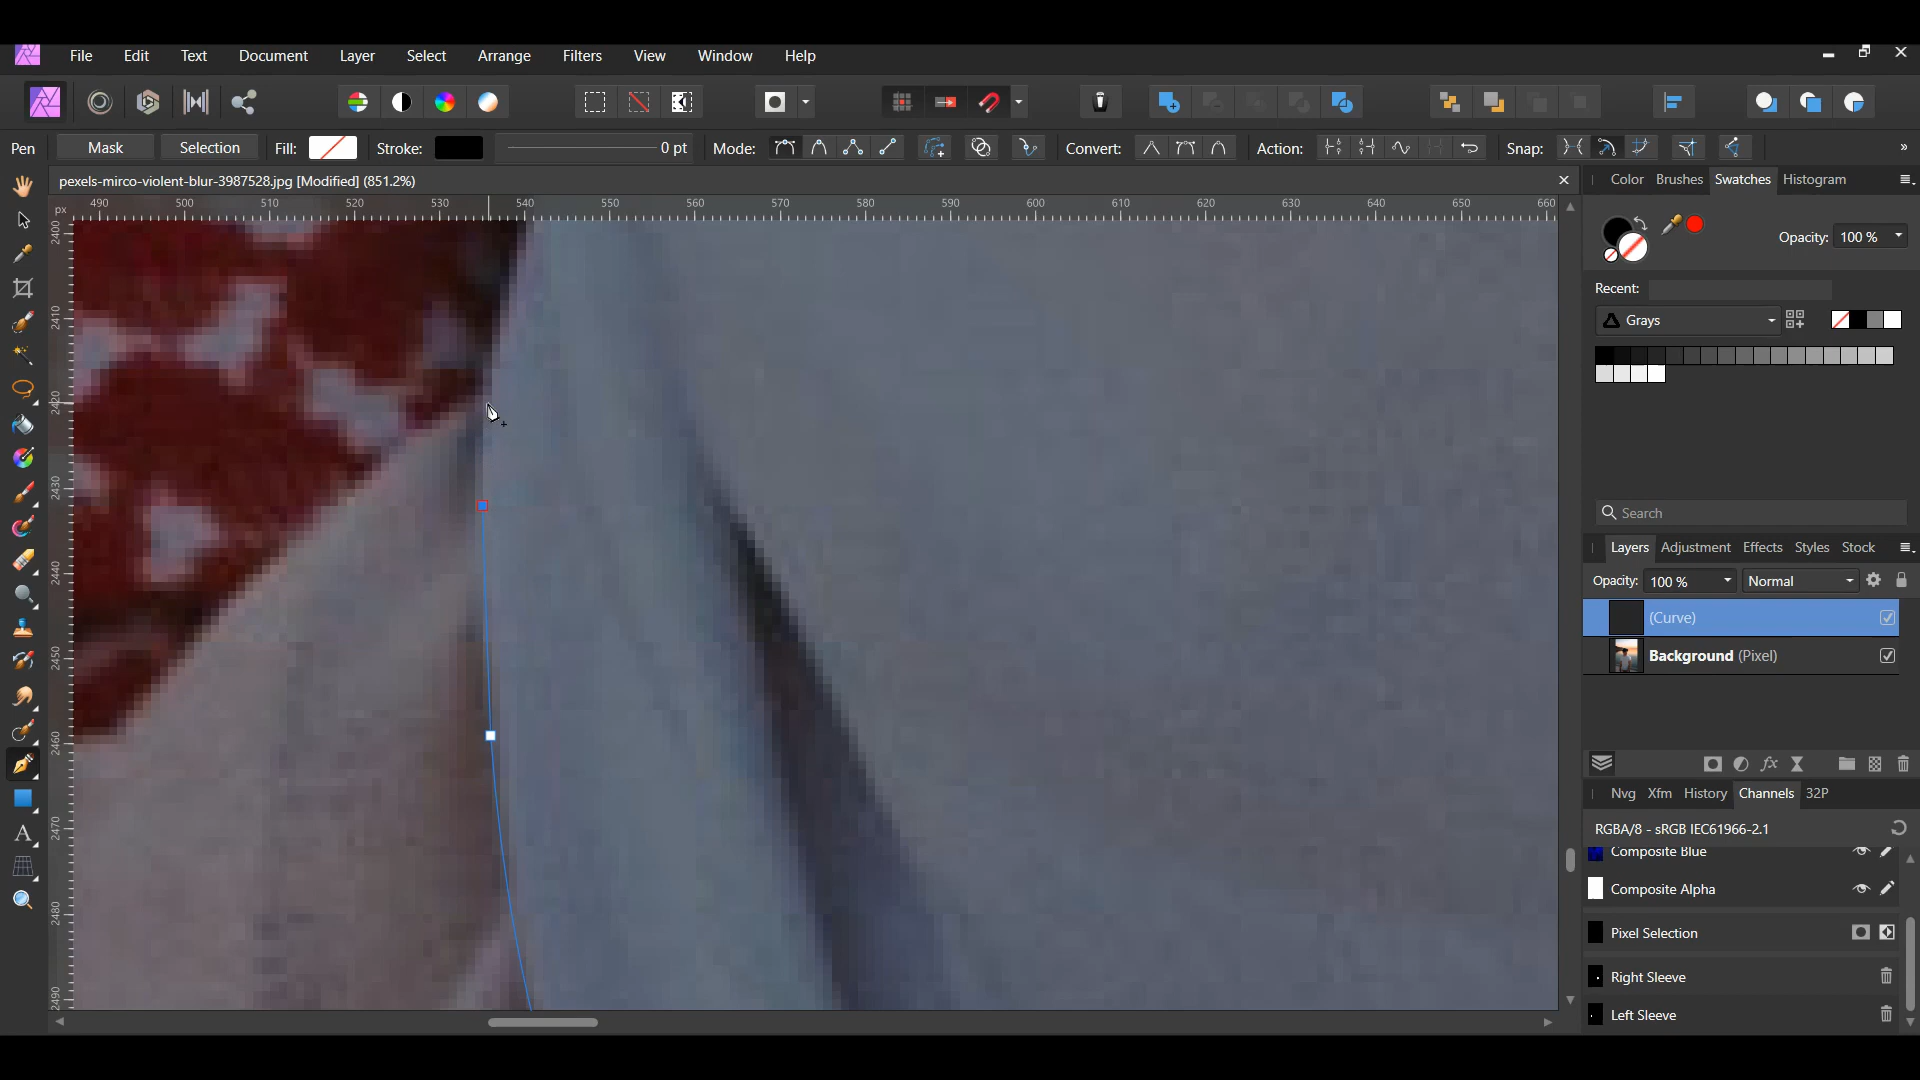 File Edit Text Document Layer Select Arrange Filters View Window Help
Pen Mask Selection Fill: Stroke: 0 pt Mode: Convert: Action: Snap: »
pexels-mirco-violent-blur-3987528.jpg [Modified] (851.2%)
px 490 500 510 520 530 540 550 560 570 580 590 600 610 620 630 640 650 660
2400
2410
2420
2430
2440
2450
2460
2470
2480
2490
Color Brushes Swatches Histogram
Opacity: 100 %
Recent:
Grays
Search
Layers Adjustment Effects Styles Stock
Opacity: 100 % Normal
(Curve)
Background (Pixel)
Nvg Xfm History Channels 32P
RGBA/8 - sRGB IEC61966-2.1
Composite Blue
Composite Alpha
Pixel Selection
Right Sleeve
Left Sleeve